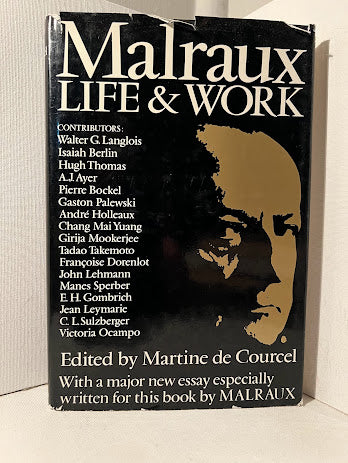 Malraux
LIFE & WORK
CONTRIBUTORS:
Walter G. Langlois
Isaiah Berlin
Hugh Thomas
A.J. Ayer
Pierre Bockel
Gaston Palewski
André Holleaux
Chang Mai Yuang
Girija Mookerjee
Tadao Takemoto
Françoise Dorenlot
John Lehmann
Manes Sperber
E. H. Gombrich
Jean Leymarie
C. L. Sulzberger
Victoria Ocampo
Edited by Martine de Courcel
With a major new essay especially
written for this book by MALRAUX